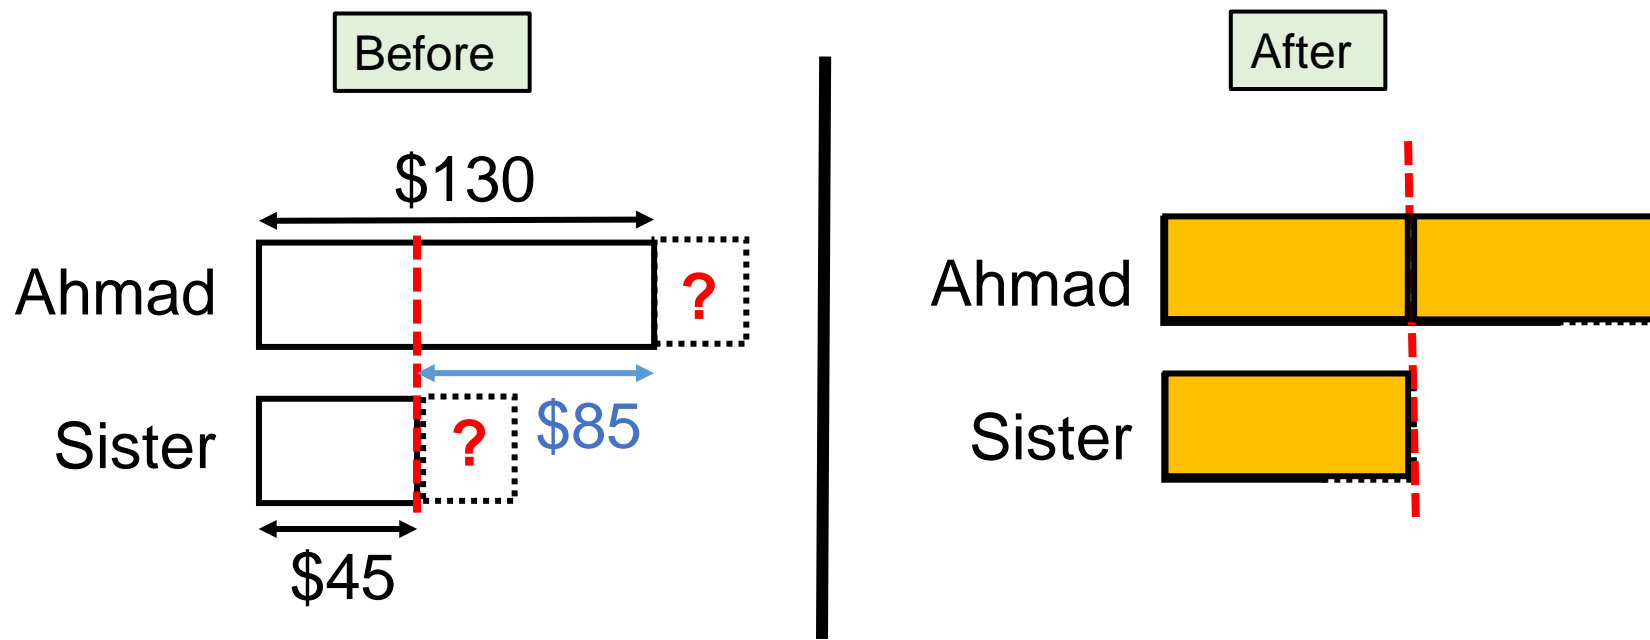 Before
$130
Ahmad
?
Sister
?
$85
$45
After
Ahmad
Sister